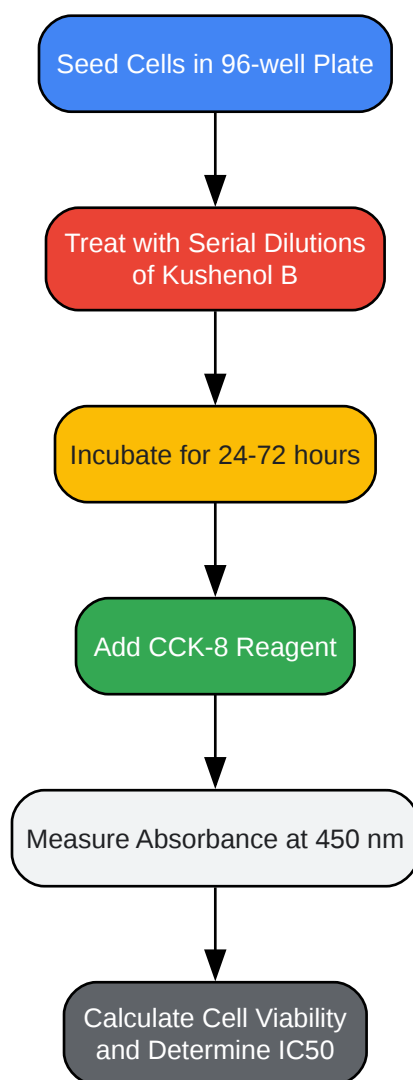 Seed Cells in 96-well Plate
Treat with Serial Dilutions
of Kushenol B
Incubate for 24-72 hours
Add CCK-8 Reagent
Measure Absorbance at 450 nm
Calculate Cell Viability
and Determine IC50